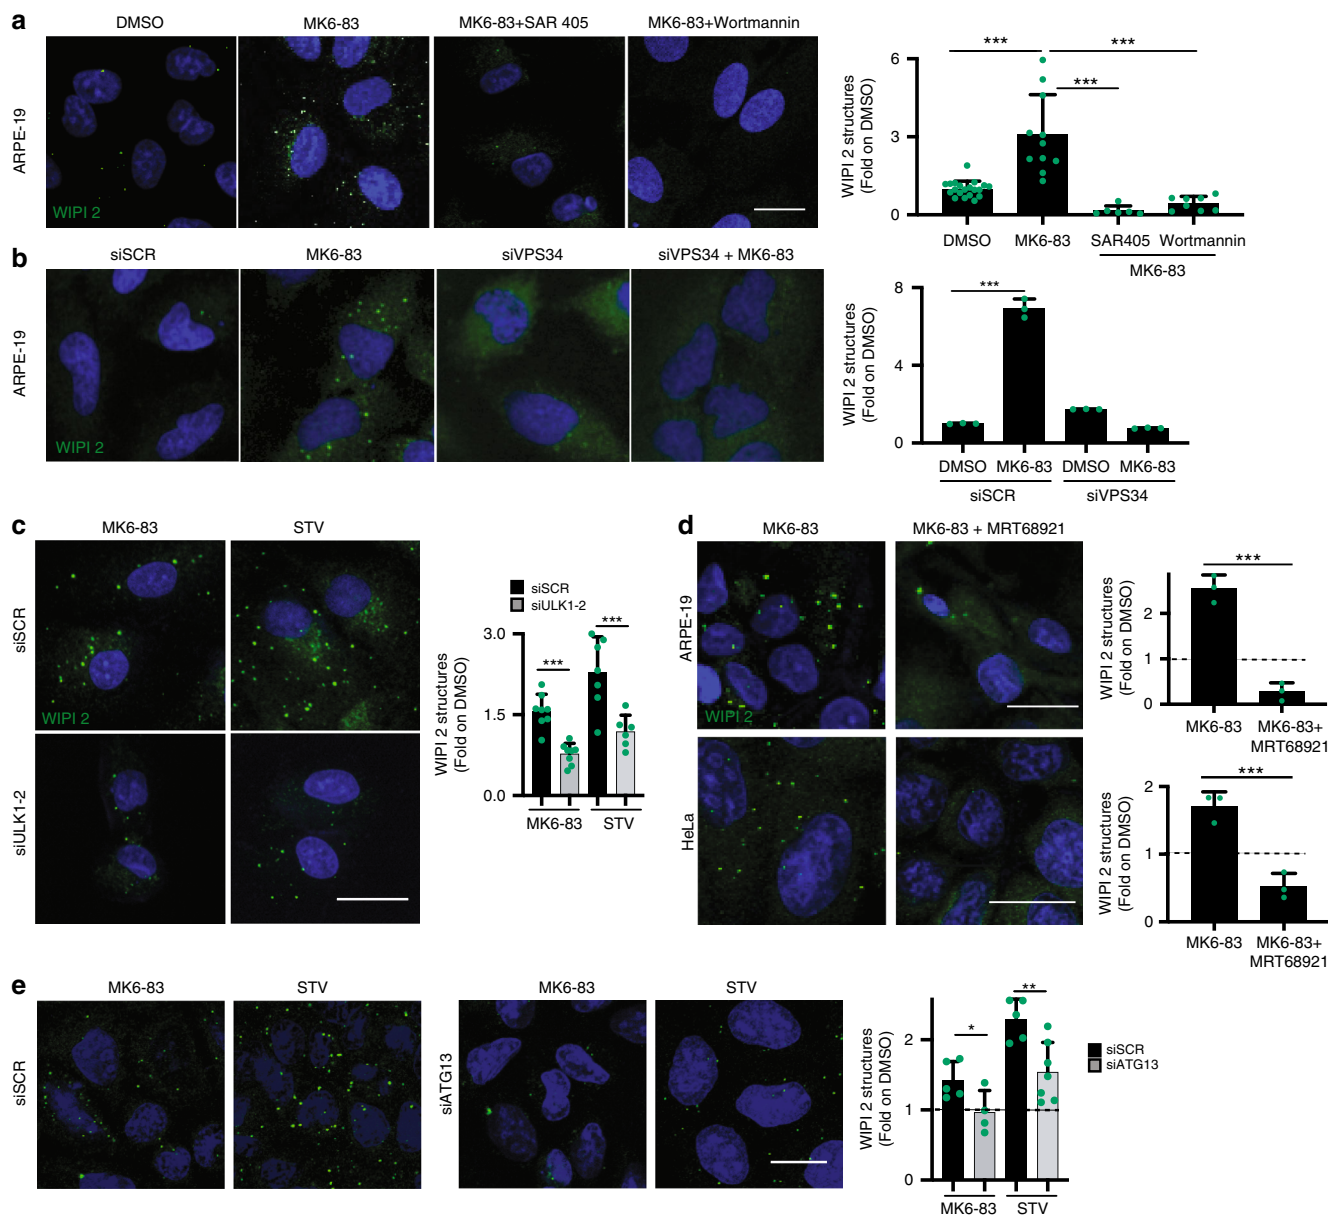 a
DMSO
MK6-83
MK6-83+SAR 405
MK6-83+Wortmannin
ARPE-19
WIPI 2
WIPI 2 structures
(Fold on DMSO)
6
3
0
***
***
***
DMSO
MK6-83
SAR405
Wortmannin
MK6-83
b
siSCR
MK6-83
siVPS34
siVPS34 + MK6-83
ARPE-19
WIPI 2
WIPI 2 structures
(Fold on DMSO)
8
4
0
***
DMSO
MK6-83
DMSO
MK6-83
siSCR
siVPS34
c
MK6-83
STV
siSCR
WIPI 2
siULK1-2
siSCR
siULK1-2
WIPI 2 structures
(Fold on DMSO)
3.0
1.5
0.0
***
***
MK6-83
STV
d
MK6-83
MK6-83 + MRT68921
ARPE-19
WIPI 2
HeLa
WIPI 2 structures
(Fold on DMSO)
2
1
0
***
MK6-83
MK6-83+
MRT68921
WIPI 2 structures
(Fold on DMSO)
2
1
0
***
MK6-83
MK6-83+
MRT68921
e
MK6-83
STV
siSCR
MK6-83
STV
siATG13
WIPI 2 structures
(Fold on DMSO)
2
1
0
*
**
siSCR
siATG13
MK6-83
STV